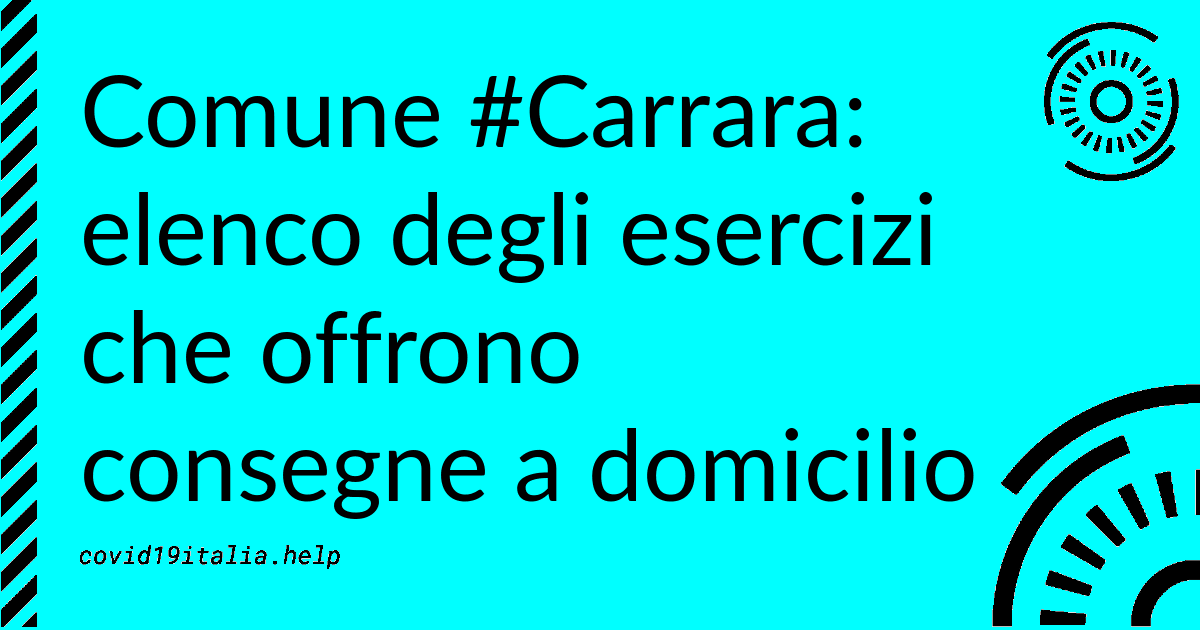 Comune #Carrara:
elenco degli esercizi
che offrono
consegne a domicilio
covid19italia.help